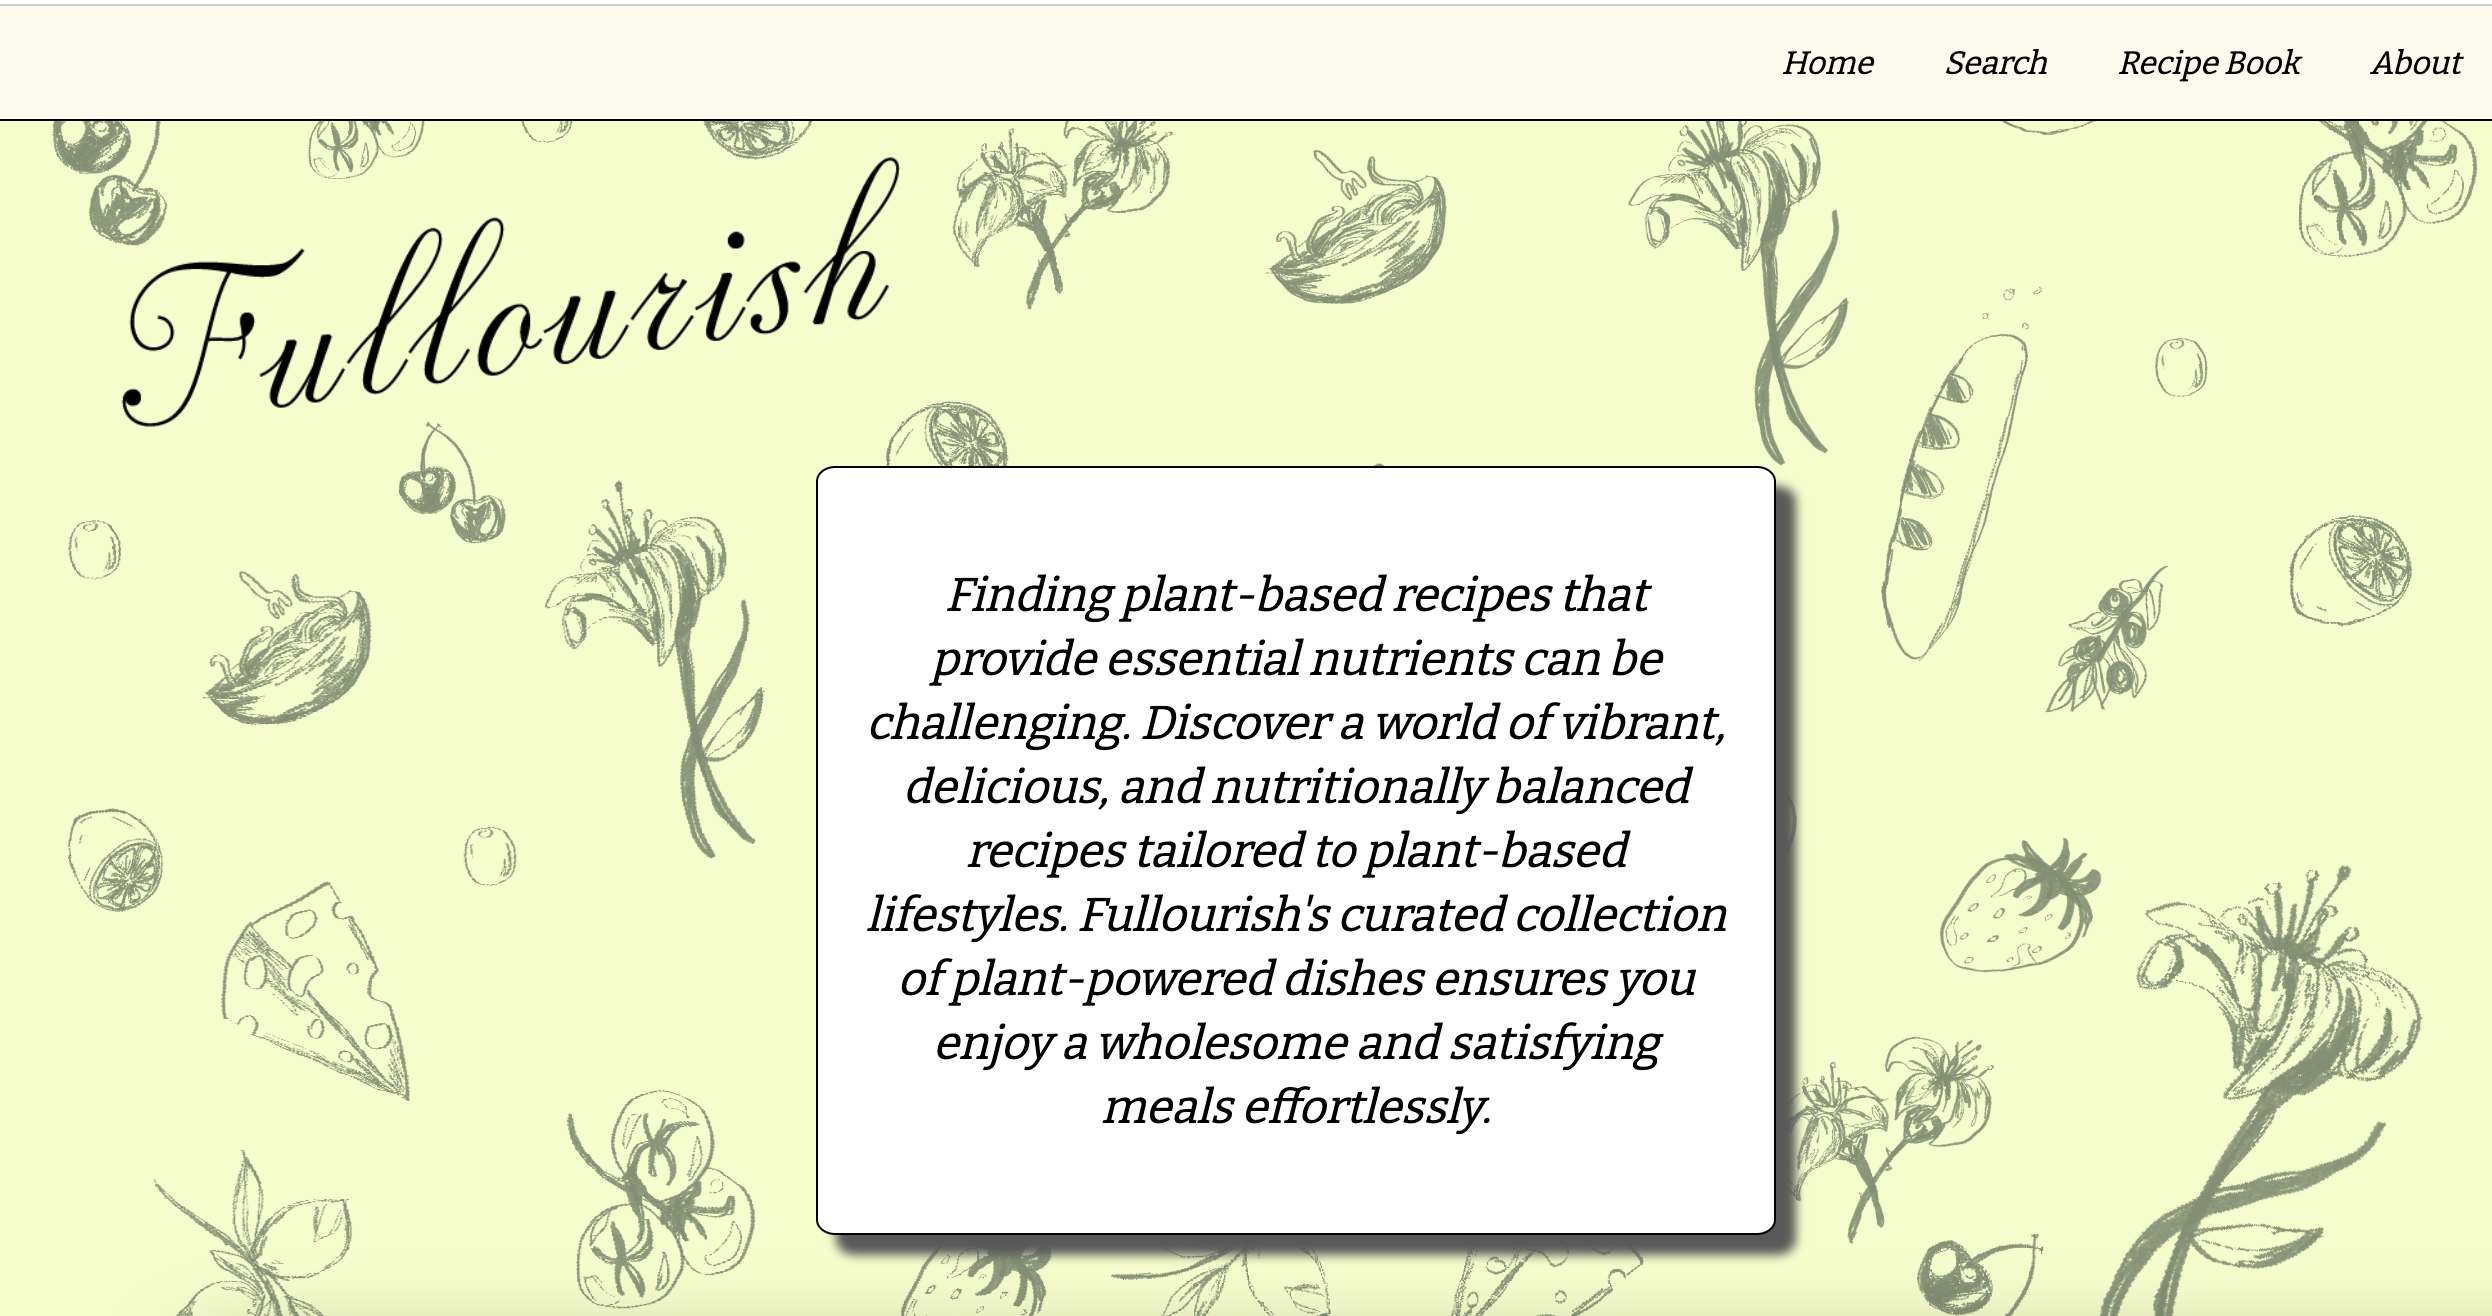 Home Search Recipe Book About
Fullourish
Finding plant-based recipes that
provide essential nutrients can be
challenging. Discover a world of vibrant,
delicious, and nutritionally balanced
recipes tailored to plant-based
lifestyles. Fullourish's curated collection
of plant-powered dishes ensures you
enjoy a wholesome and satisfying
meals effortlessly.